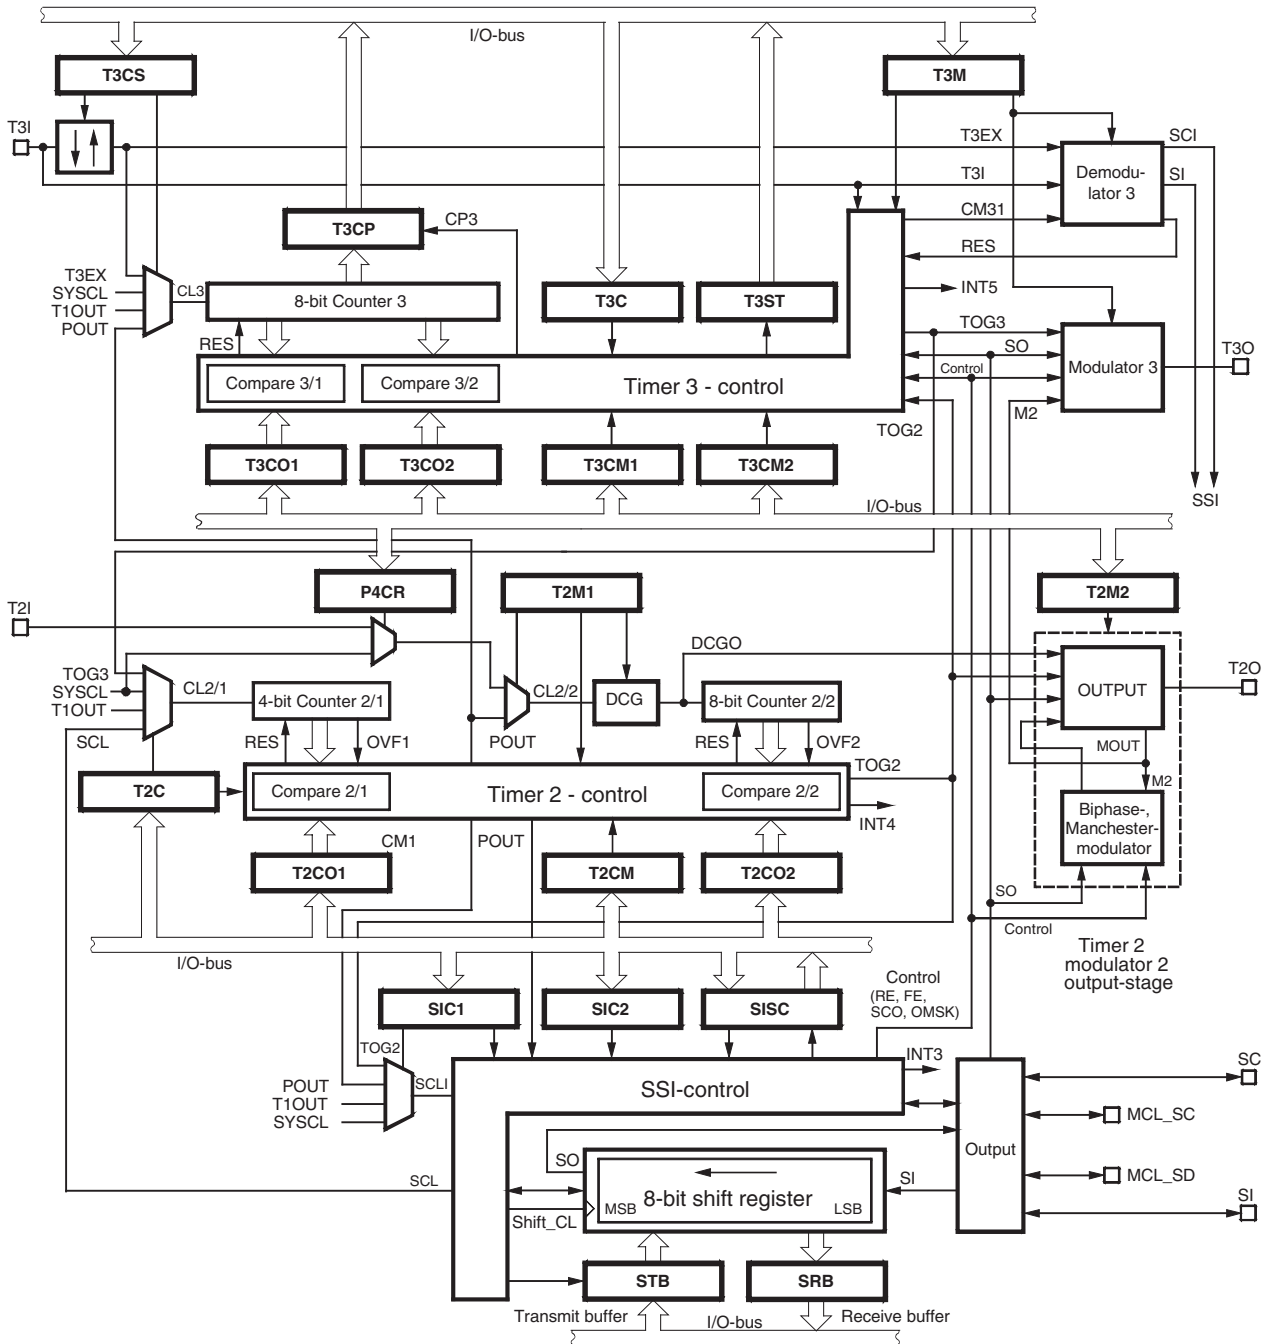 I/O-bus
T3CS
T3M
T3I
T3EX
SCI
Demodu-
lator 3
T3I
SI
T3CP
CP3
CM31
RES
T3EX
SYSCL
T1OUT
POUT
CL3
8-bit Counter 3
T3C
T3ST
INT5
RES
TOG3
SO
Control
M2
Modulator 3
T3O
Compare 3/1
Compare 3/2
Timer 3 - control
TOG2
T3CO1
T3CO2
T3CM1
T3CM2
SSI
I/O-bus
P4CR
T2M1
T2M2
T2I
DCGO
TOG3
SYSCL
T1OUT
SCL
CL2/1
4-bit Counter 2/1
CL2/2
DCG
8-bit Counter 2/2
OUTPUT
T2O
RES
OVF1
POUT
RES
OVF2
MOUT
T2C
Compare 2/1
Timer 2 - control
Compare 2/2
TOG2
M2
INT4
Biphase-,
Manchester-
modulator
CM1
POUT
T2CO1
T2CM
T2CO2
SO
Control
I/O-bus
Timer 2
modulator 2
output-stage
Control
(RE, FE,
SCO, OMSK)
SIC1
SIC2
SISC
TOG2
INT3
POUT
T1OUT
SYSCL
SCLI
SSI-control
SC
MCL_SC
Output
SO
SCL
8-bit shift register
MSB
LSB
SI
MCL_SD
Shift_CL
SI
STB
SRB
Transmit buffer
I/O-bus
Receive buffer